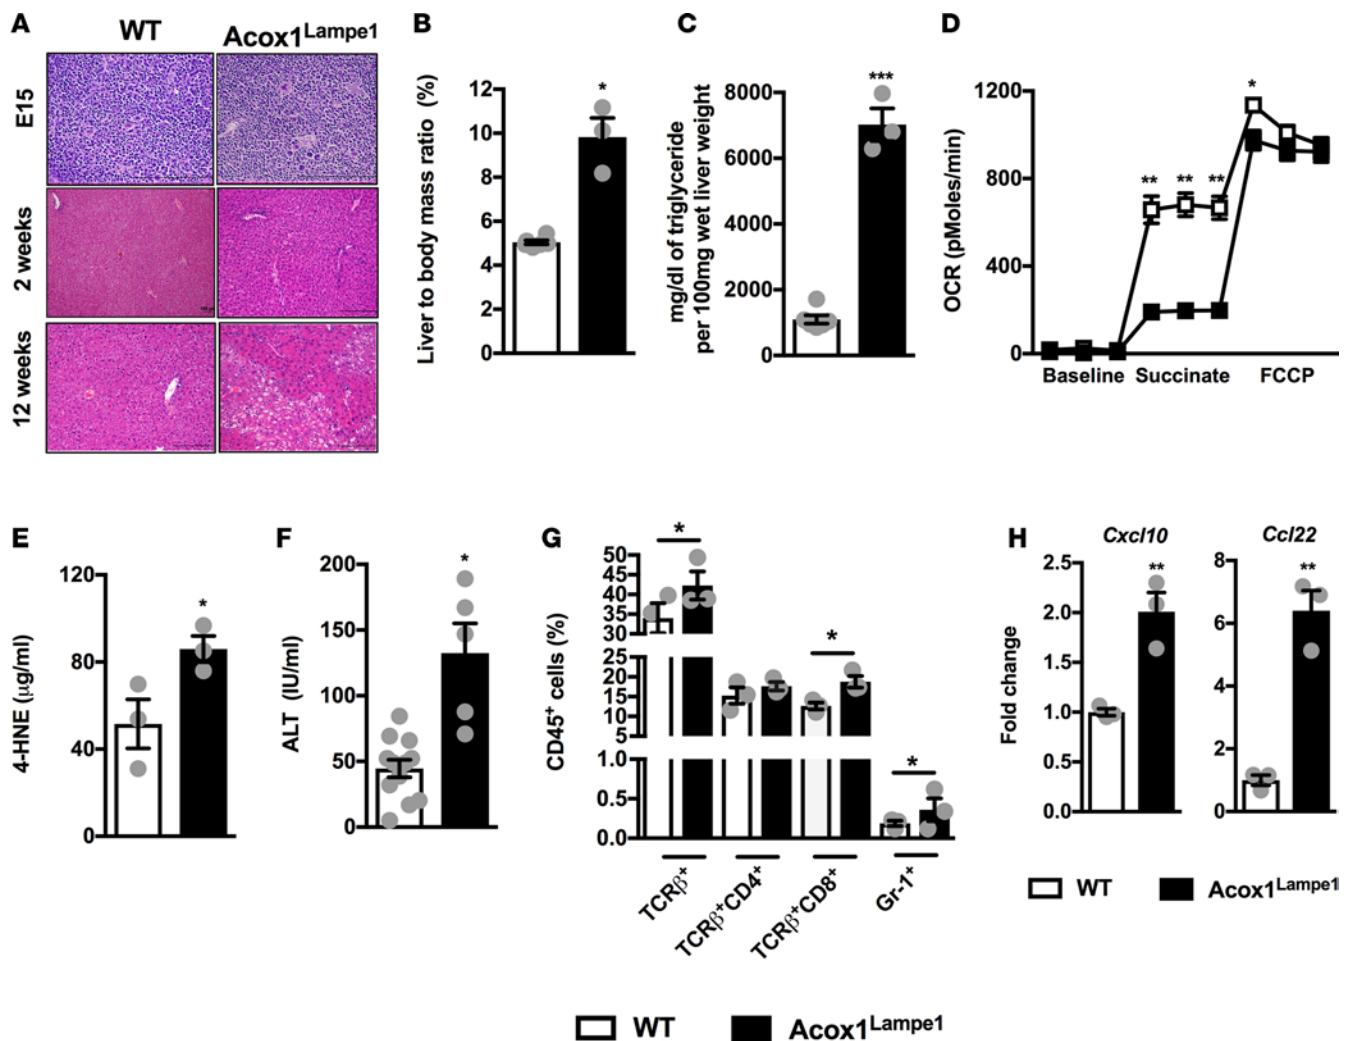 A
WT
Acox1Lampe1
E15
2 weeks
12 weeks
B
Liver to body mass ratio (%)
12
10
8
6
4
2
0
*
C
mg/dl of triglyceride
per 100mg wet liver weight
8000
6000
4000
2000
0
***
D
OCR (pMoles/min)
1200
800
400
0
** ** **
*
Baseline Succinate FCCP
E
4-HNE (µg/ml)
120
80
40
0
*
F
ALT (IU/ml)
200
150
100
50
0
*
G
CD45+ cells (%)
50
45
40
35
30
25
20
15
10
5
1.0
0.5
0.0
*
*
*
TCRβ+
TCRβ+CD4+
TCRβ+CD8+
Gr-1+
H
Fold change
Cxcl10
2.5
2.0
1.5
1.0
0.5
0.0
**
Ccl22
8
6
4
2
0
**
WT Acox1Lampe1
WT Acox1Lampe1